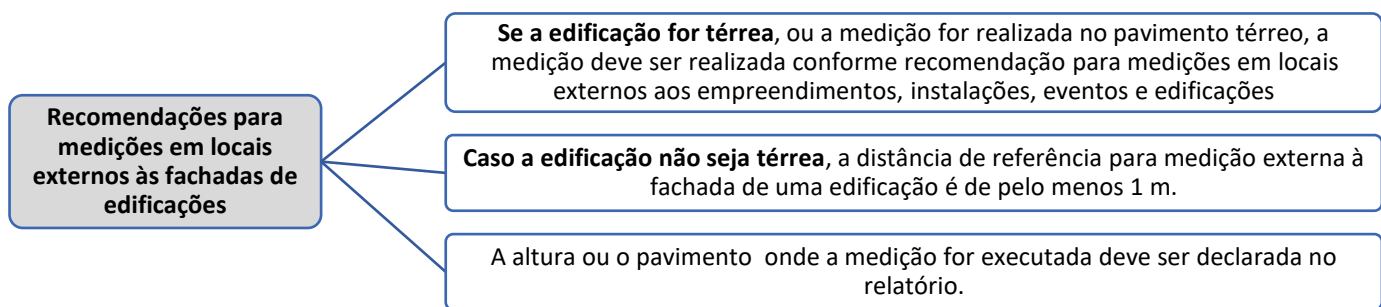 Recomendações para
medições em locais
externos às fachadas de
edificações
Se a edificação for térrea, ou a medição for realizada no pavimento térreo, a
medição deve ser realizada conforme recomendação para medições em locais
externos aos empreendimentos, instalações, eventos e edificações
Caso a edificação não seja térrea, a distância de referência para medição externa à
fachada de uma edificação é de pelo menos 1 m.
A altura ou o pavimento onde a medição for executada deve ser declarada no
relatório.